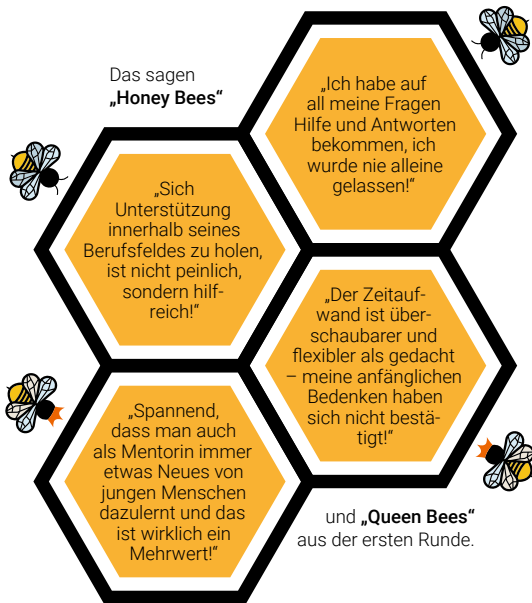 Das sagen
„Honey Bees“
„Ich habe auf
all meine Fragen
Hilfe und Antworten
bekommen, ich
wurde nie alleine
gelassen!“
„Sich
Unterstützung
innerhalb seines
Berufsfeldes zu holen,
ist nicht peinlich,
sondern hilf-
reich!“
„Der Zeitauf-
wand ist über-
schaubarer und
flexibler als gedacht
– meine anfänglichen
Bedenken haben
sich nicht bestä-
tigt!“
„Spannend,
dass man auch
als Mentorin immer
etwas Neues von
jungen Menschen
dazulernt und das
ist wirklich ein
Mehrwert!“
und „Queen Bees“
aus der ersten Runde.